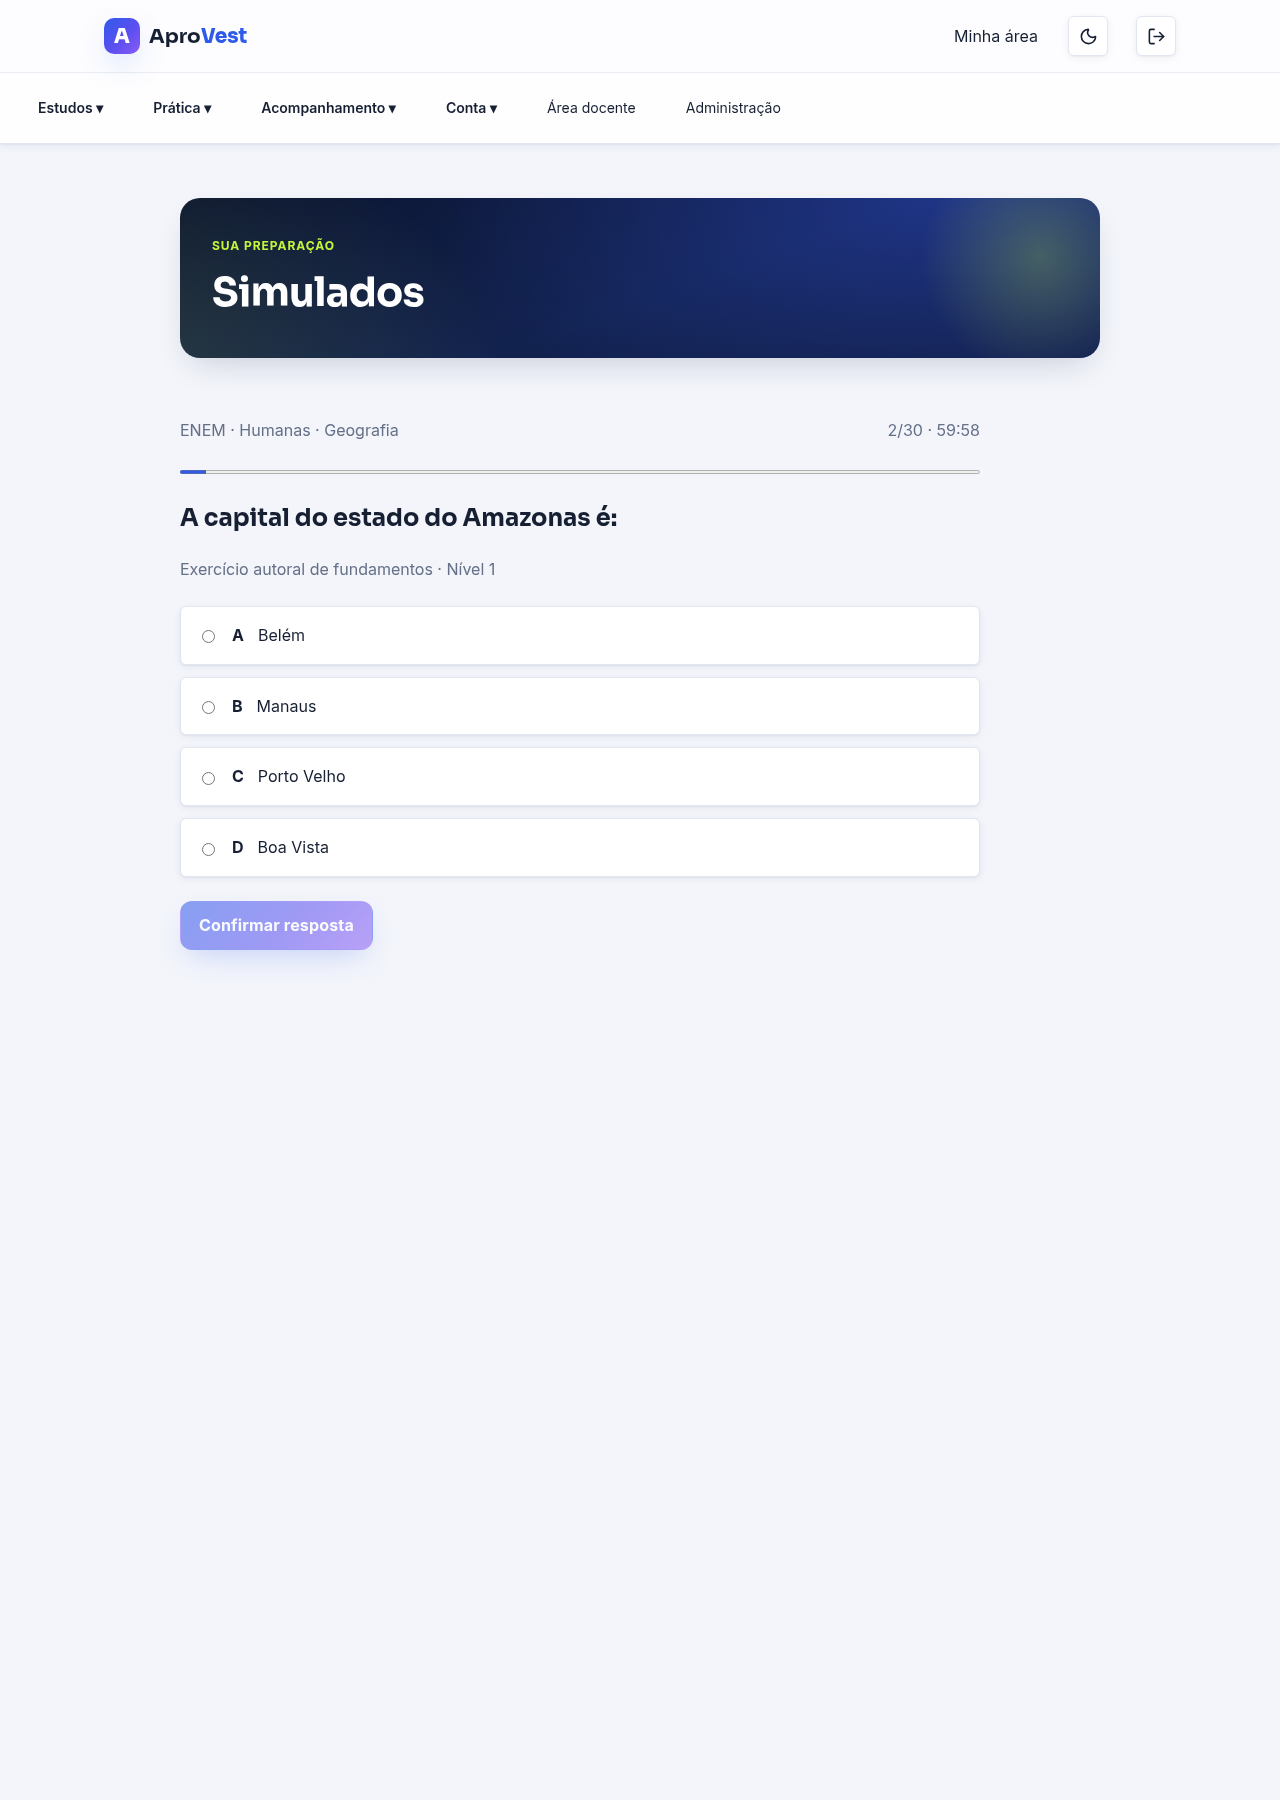 A AproVest
Minha área
Estudos ▾ Prática ▾ Acompanhamento ▾ Conta ▾ Área docente Administração
SUA PREPARAÇÃO
Simulados
ENEM · Humanas · Geografia 2/30 · 59:58
A capital do estado do Amazonas é:
Exercício autoral de fundamentos · Nível 1
A Belém
B Manaus
C Porto Velho
D Boa Vista
Confirmar resposta